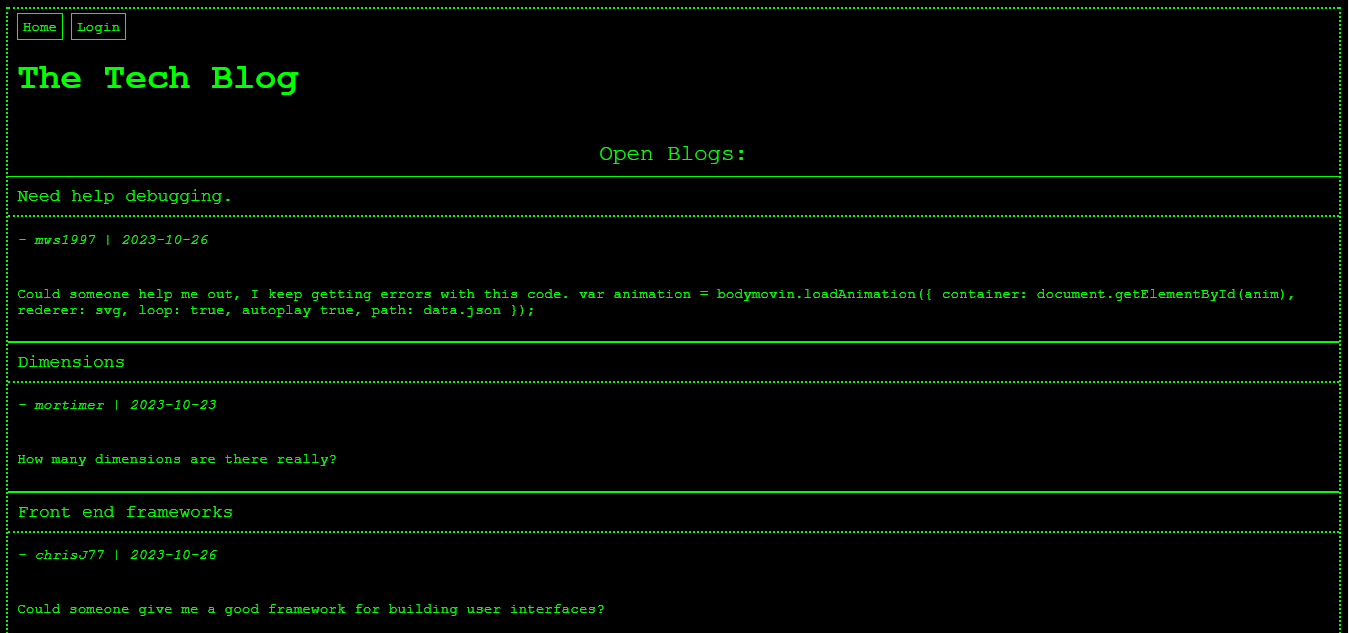 Home Login
The Tech Blog
Open Blogs:
Need help debugging.
- mvs1997 | 2023-10-26
Could someone help me out, I keep getting errors with this code. var animation = bodymovin.loadAnimation({ container: document.getElementById(anim),
rederer: svg, loop: true, autoplay true, path: data.json });
Dimensions
- mortimer | 2023-10-23
How many dimensions are there really?
Front end frameworks
- chrisJ77 | 2023-10-26
Could someone give me a good framework for building user interfaces?